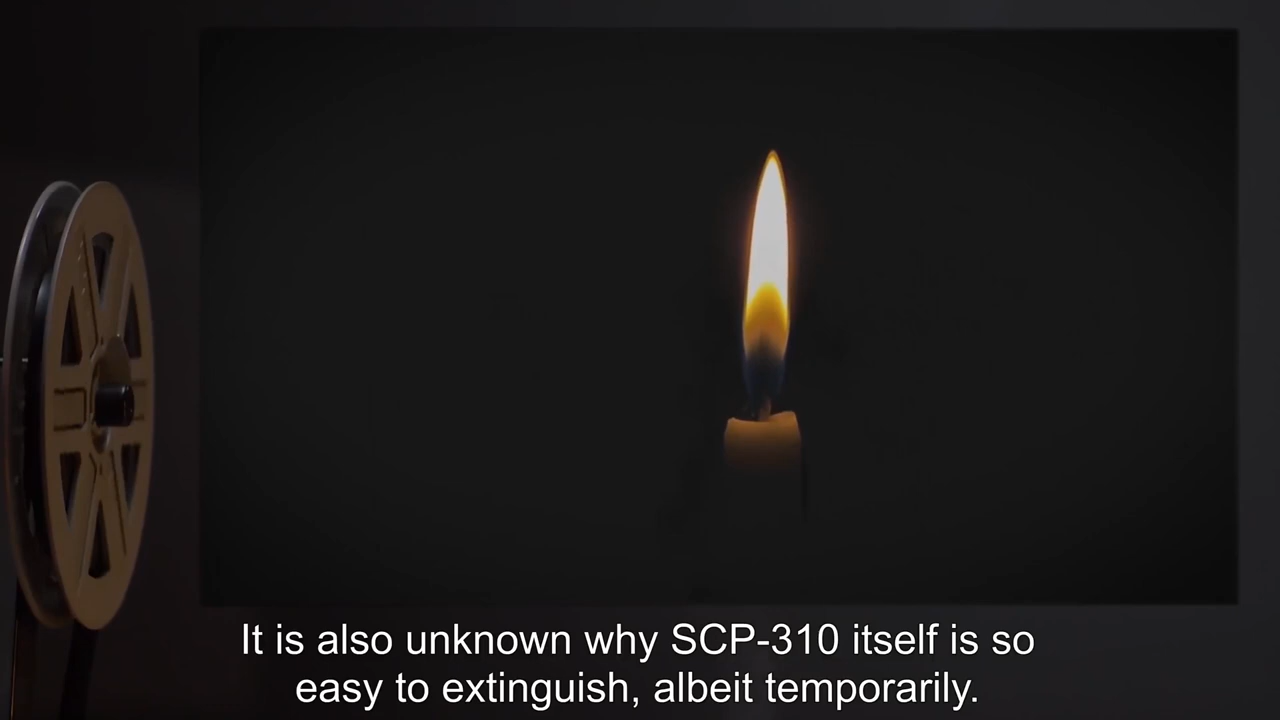 It is also unknown why SCP-310 itself is so
easy to extinguish, albeit temporarily.